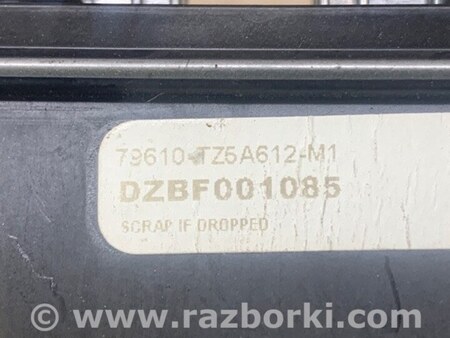 79610-TZ5A612-M1
DZBF001085
SCRAP IF DROPPED
© www.razborki.com